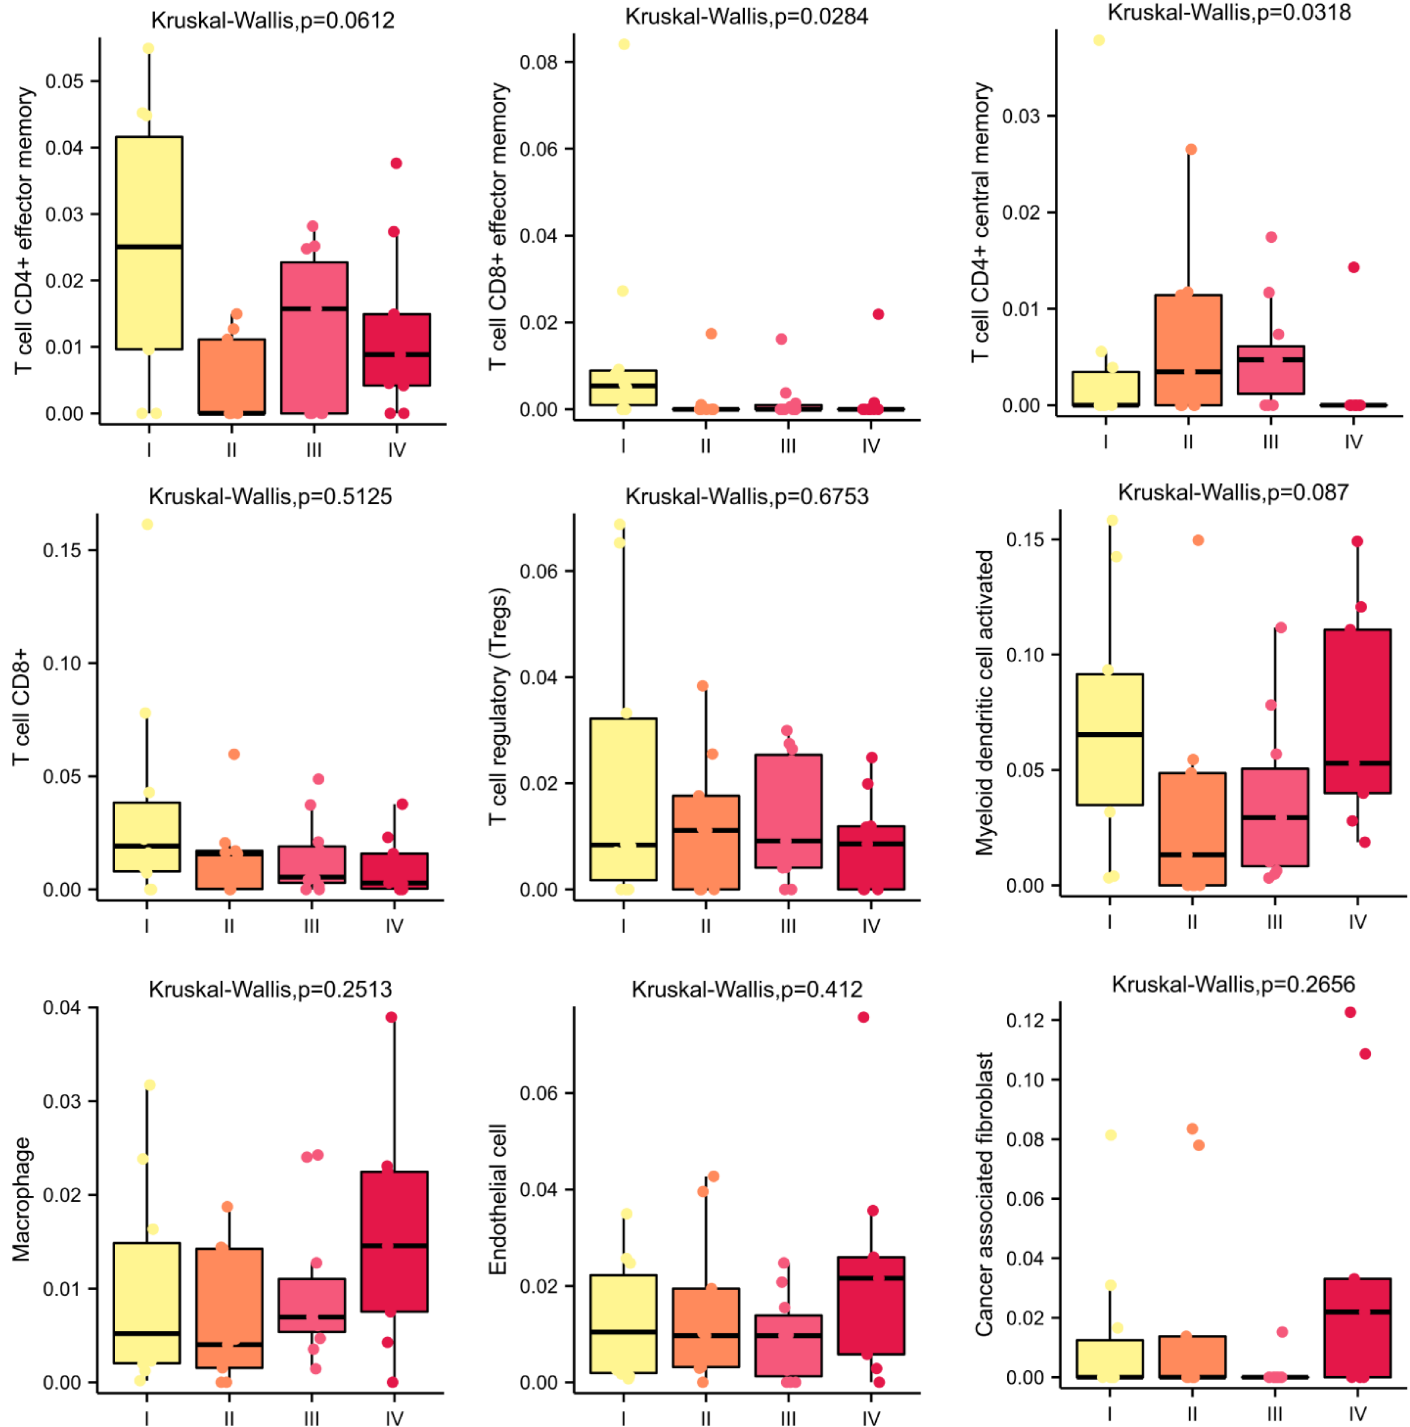 Kruskal-Wallis,p=0.0612
T cell CD4+ effector memory
0.05
0.04
0.03
0.02
0.01
0.00
I II III IV
Kruskal-Wallis,p=0.0284
T cell CD8+ effector memory
0.08
0.06
0.04
0.02
0.00
I II III IV
Kruskal-Wallis,p=0.0318
T cell CD4+ central memory
0.03
0.02
0.01
0.00
I II III IV
Kruskal-Wallis,p=0.5125
T cell CD8+
0.15
0.10
0.05
0.00
I II III IV
Kruskal-Wallis,p=0.6753
T cell regulatory (Tregs)
0.06
0.04
0.02
0.00
I II III IV
Kruskal-Wallis,p=0.087
Myeloid dendritic cell activated
0.15
0.10
0.05
0.00
I II III IV
Kruskal-Wallis,p=0.2513
Macrophage
0.04
0.03
0.02
0.01
0.00
I II III IV
Kruskal-Wallis,p=0.412
Endothelial cell
0.06
0.04
0.02
0.00
I II III IV
Kruskal-Wallis,p=0.2656
Cancer associated fibroblast
0.12
0.10
0.08
0.06
0.04
0.02
0.00
I II III IV